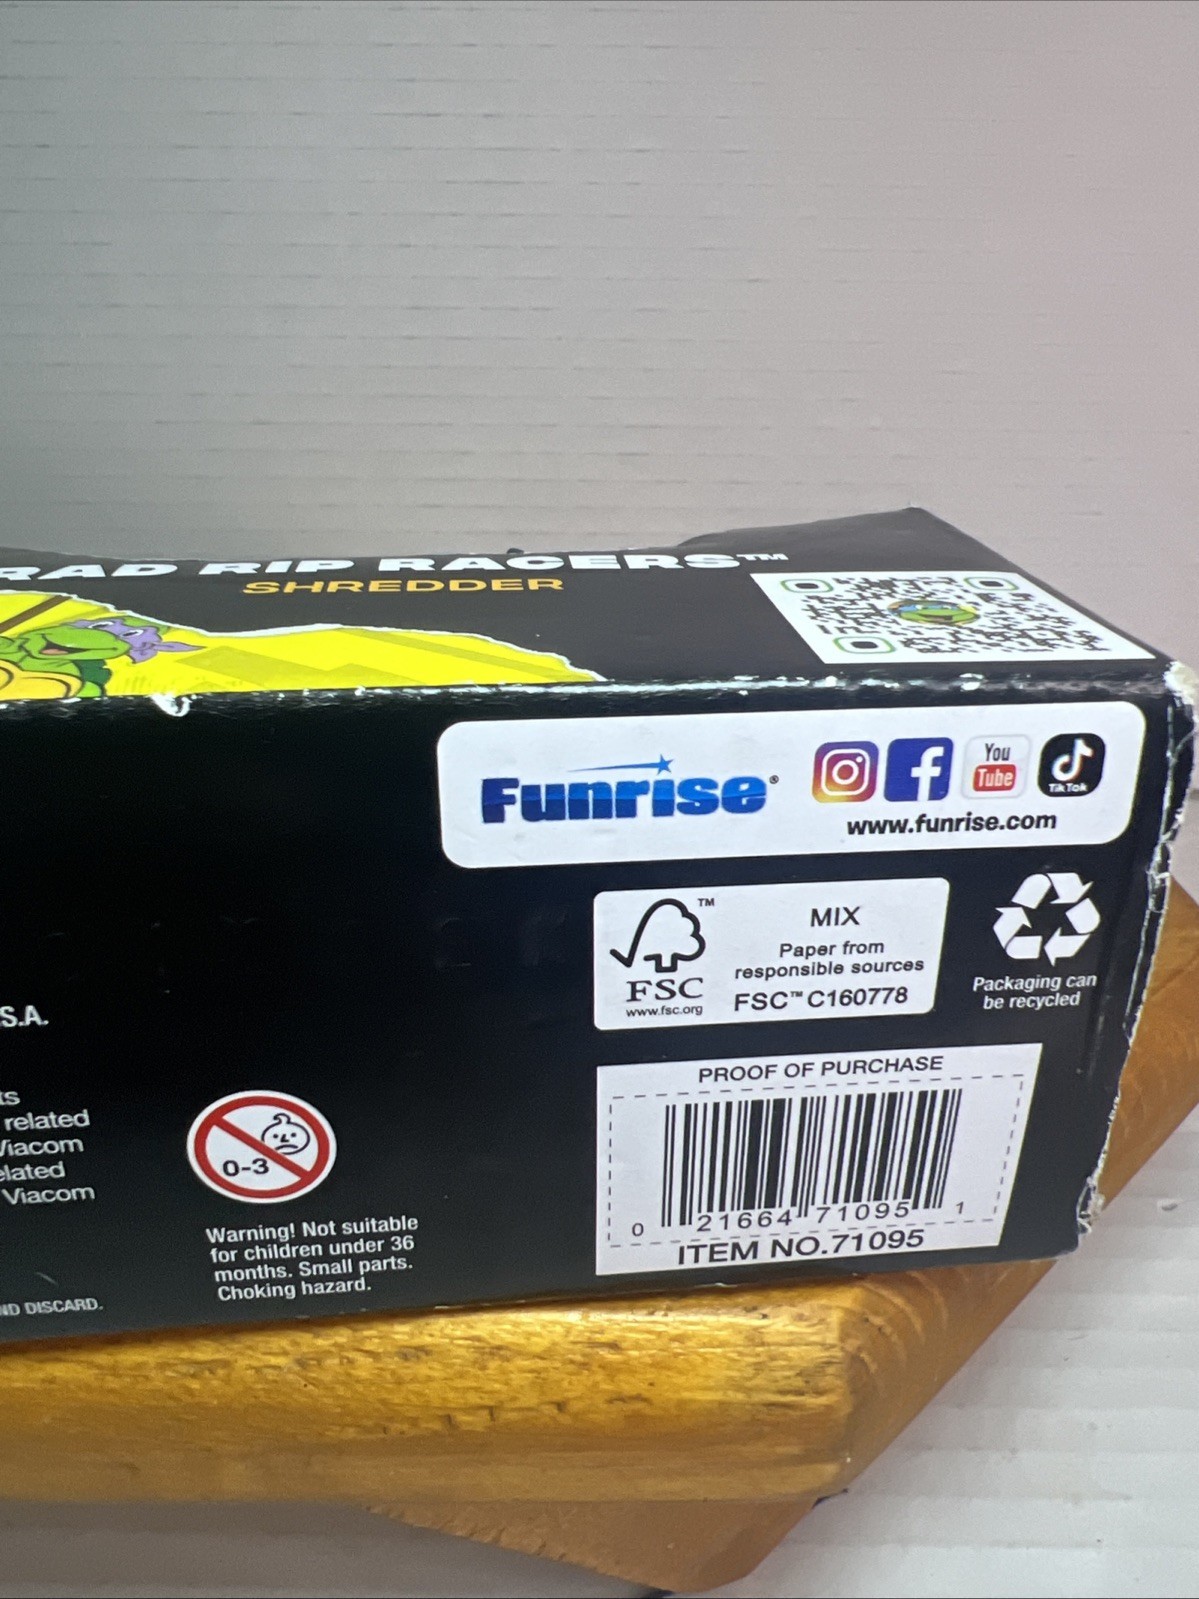 RAD RIP RACERS™
SHREDDER
Funrise®
You
Tube
TikTok
www.funrise.com
TM
FSC
www.fsc.org
MIX
Paper from
responsible sources
FSC™ C160778
Packaging can
be recycled
S.A.
related
Viacom
Viacom
AND DISCARD.
0-3
Warning! Not suitable
for children under 36
months. Small parts.
Choking hazard.
PROOF OF PURCHASE
0 21664 71095 1
ITEM NO.71095